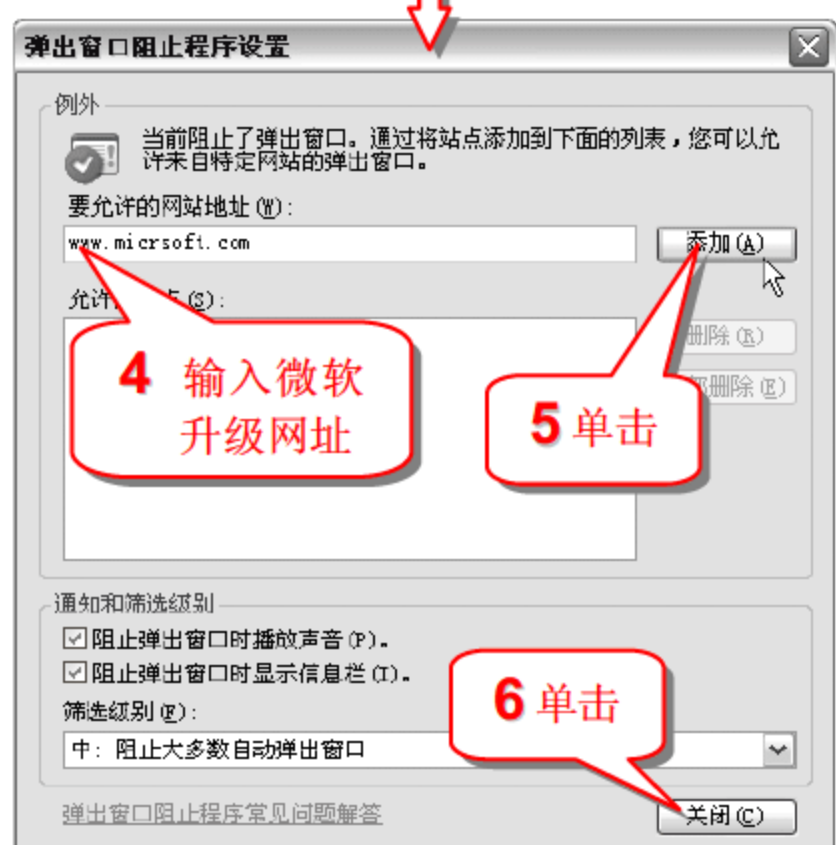 弹出窗口阻止程序设置
例外
当前阻止了弹出窗口。通过将站点添加到下面的列表，您可以允
许来自特定网站的弹出窗口。
要允许的网站地址(W):
www.micrsoft.com
添加(A)
允许 点(S):
4 输入微软
升级网址
5 单击
删除(R)
部删除(E)
通知和筛选级别
阻止弹出窗口时播放声音(P)。
阻止弹出窗口时显示信息栏(I)。
6 单击
筛选级别(F):
中: 阻止大多数自动弹出窗口
弹出窗口阻止程序常见问题解答
关闭(C)